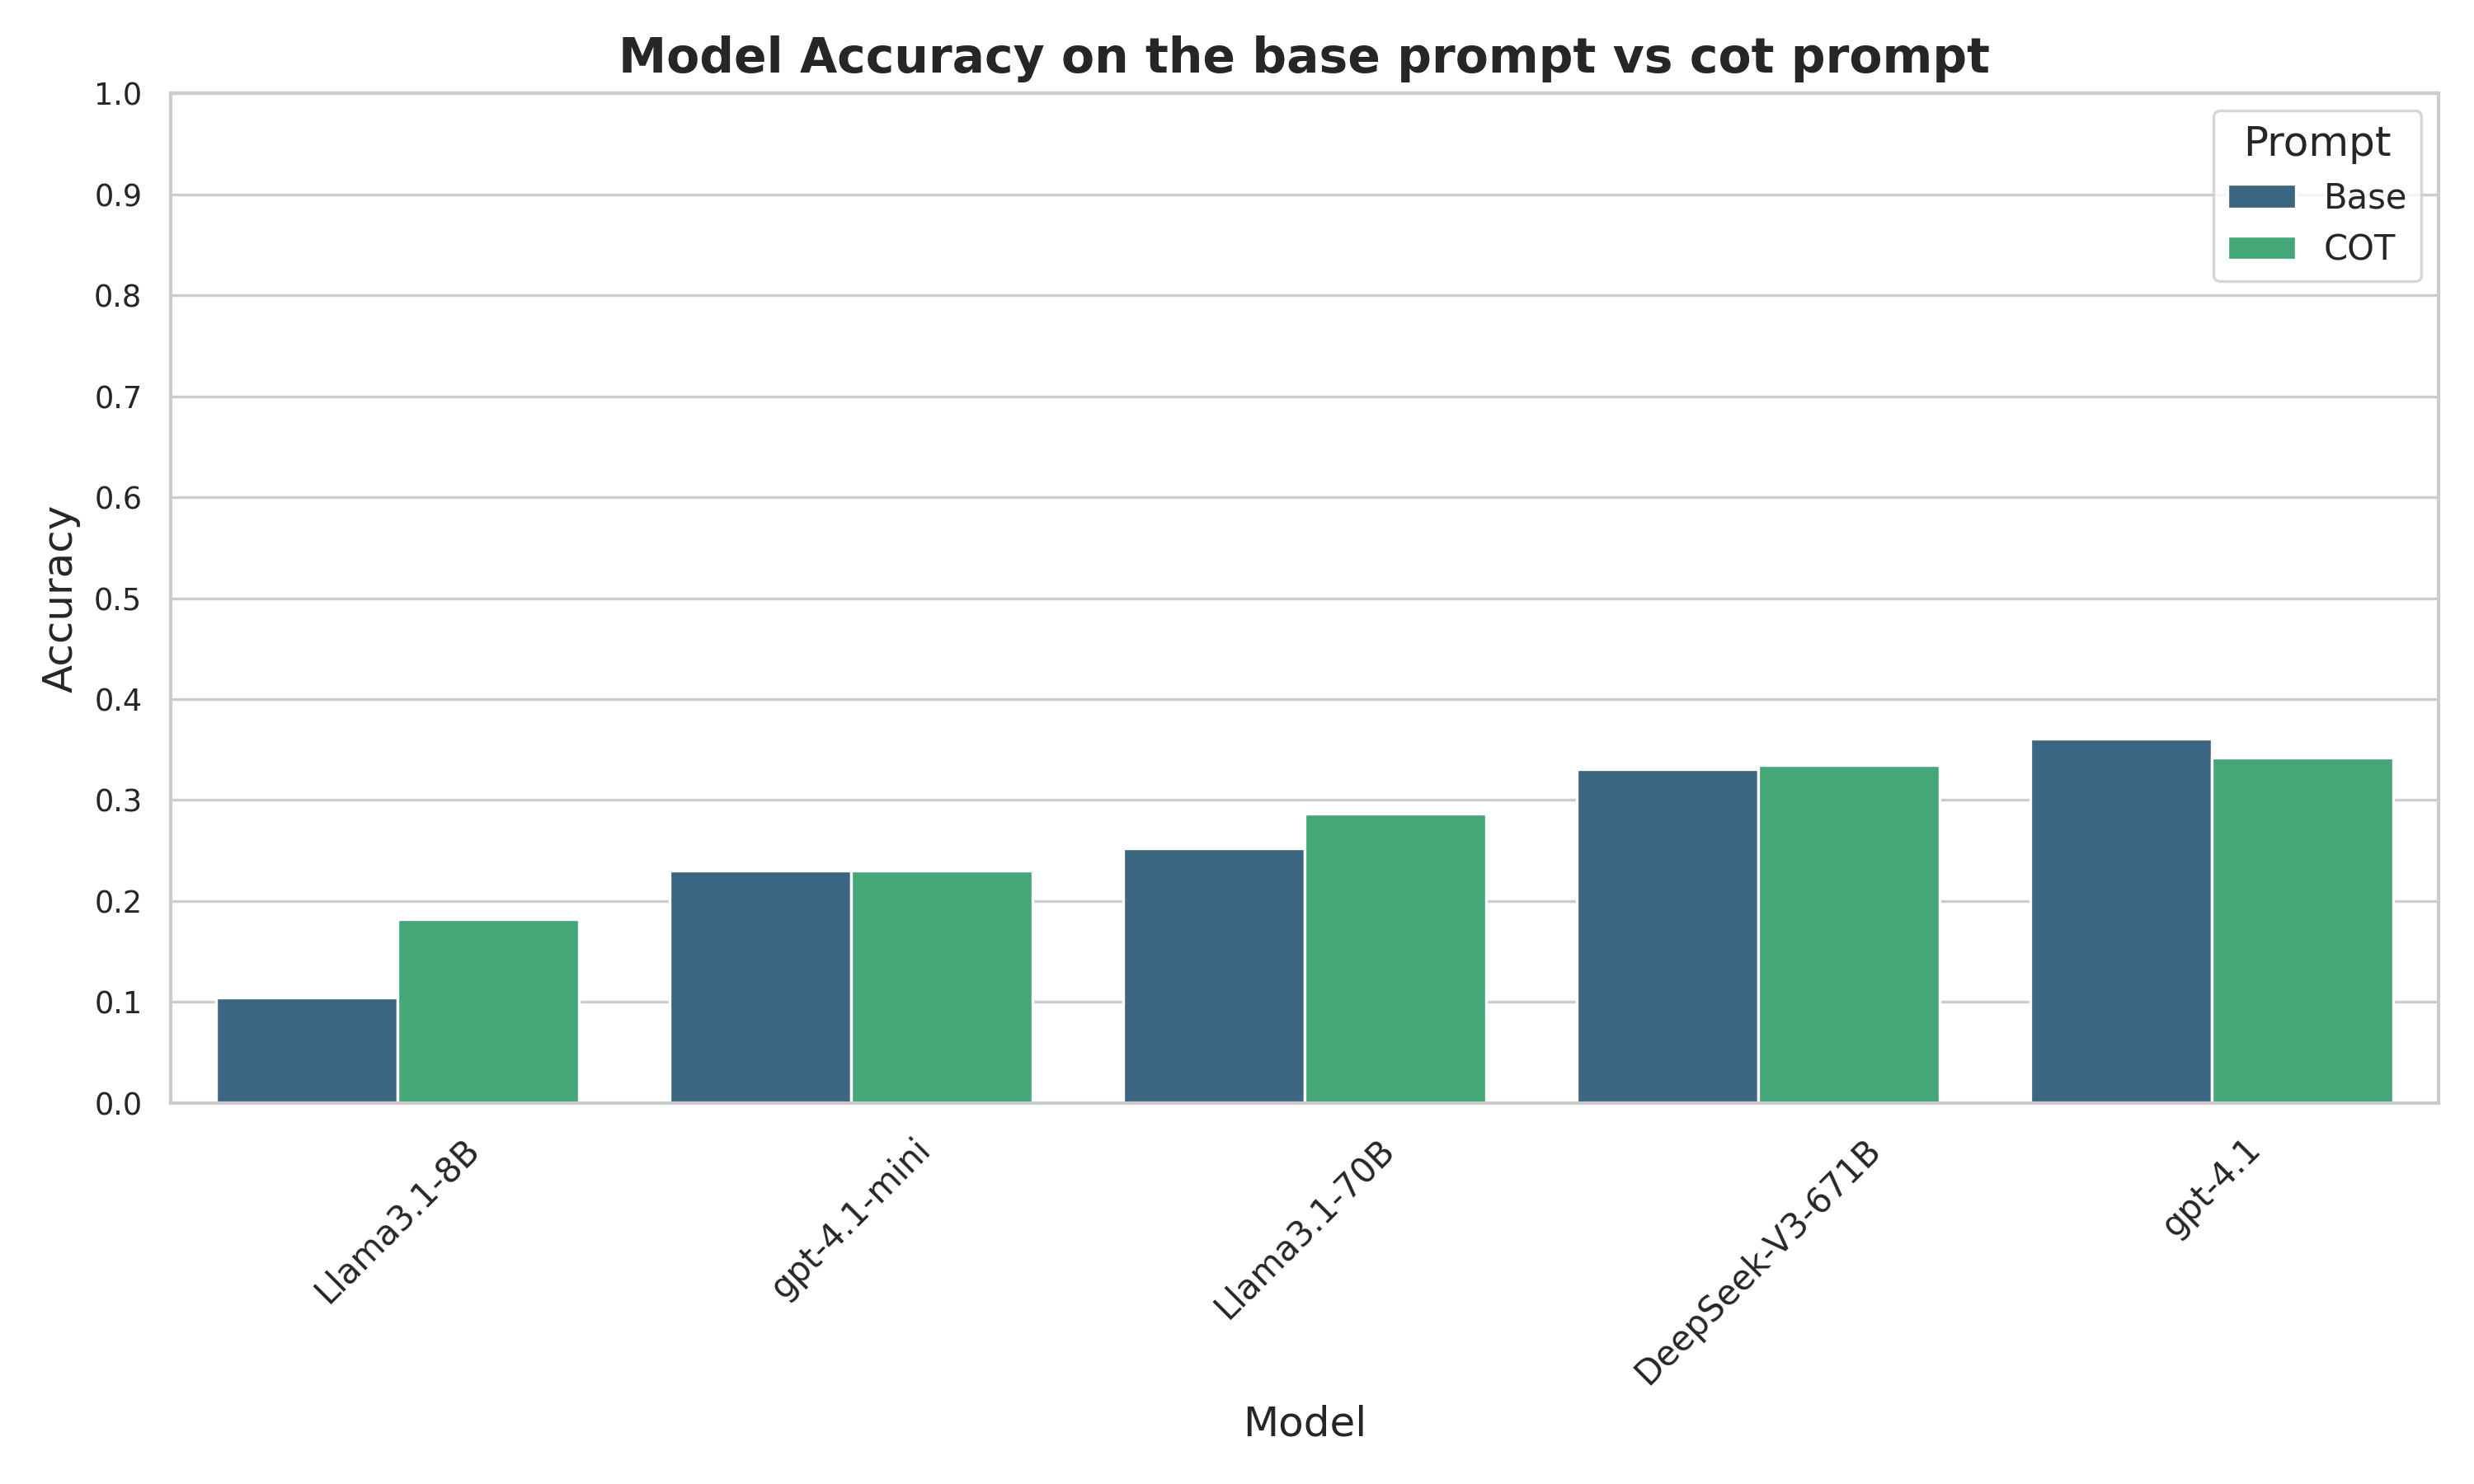 Model Accuracy on the base prompt vs cot prompt
1.0
0.9
0.8
0.7
0.6
0.5
0.4
0.3
0.2
0.1
0.0
Accuracy
Prompt
Base
COT
Llama3.1-8B
gpt-4.1-mini
Llama3.1-70B
DeepSeek-V3-671B
gpt-4.1
Model